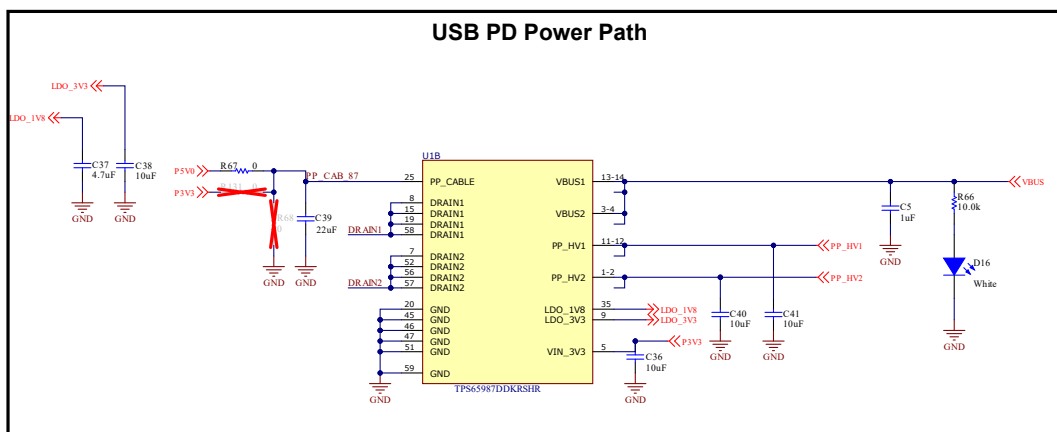 USB PD Power Path
LDO_3V3
LDO_1V8
C37
4.7uF
C38
10uF
GND
GND
P5V0
R67 0
P3V3
R68
0
PP_CAB_87
C39
22uF
GND
GND
DRAIN1
DRAIN2
U1B
25 PP_CABLE
8 DRAIN1
15 DRAIN1
19 DRAIN1
58 DRAIN1
7 DRAIN2
52 DRAIN2
56 DRAIN2
57 DRAIN2
20 GND
45 GND
46 GND
47 GND
51 GND
59 GND
GND
VBUS1 13-14
VBUS2 3-4
PP_HV1 11-12
PP_HV2 1-2
LDO_1V8 35
LDO_3V3 9
VIN_3V3 5
TPS65987DDKRSHR
LDO_1V8
LDO_3V3
P3V3
C36
10uF
GND
C40
10uF
GND
C41
10uF
GND
PP_HV1
PP_HV2
VBUS
C5
1uF
GND
R66
10.0k
D16
White
GND